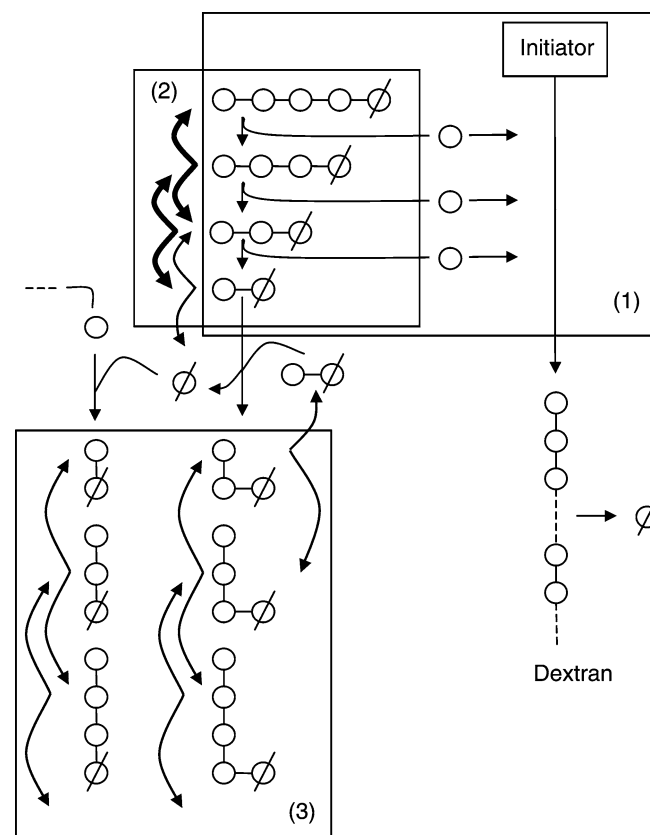 Initiator
(2)
(1)
Dextran
(3)